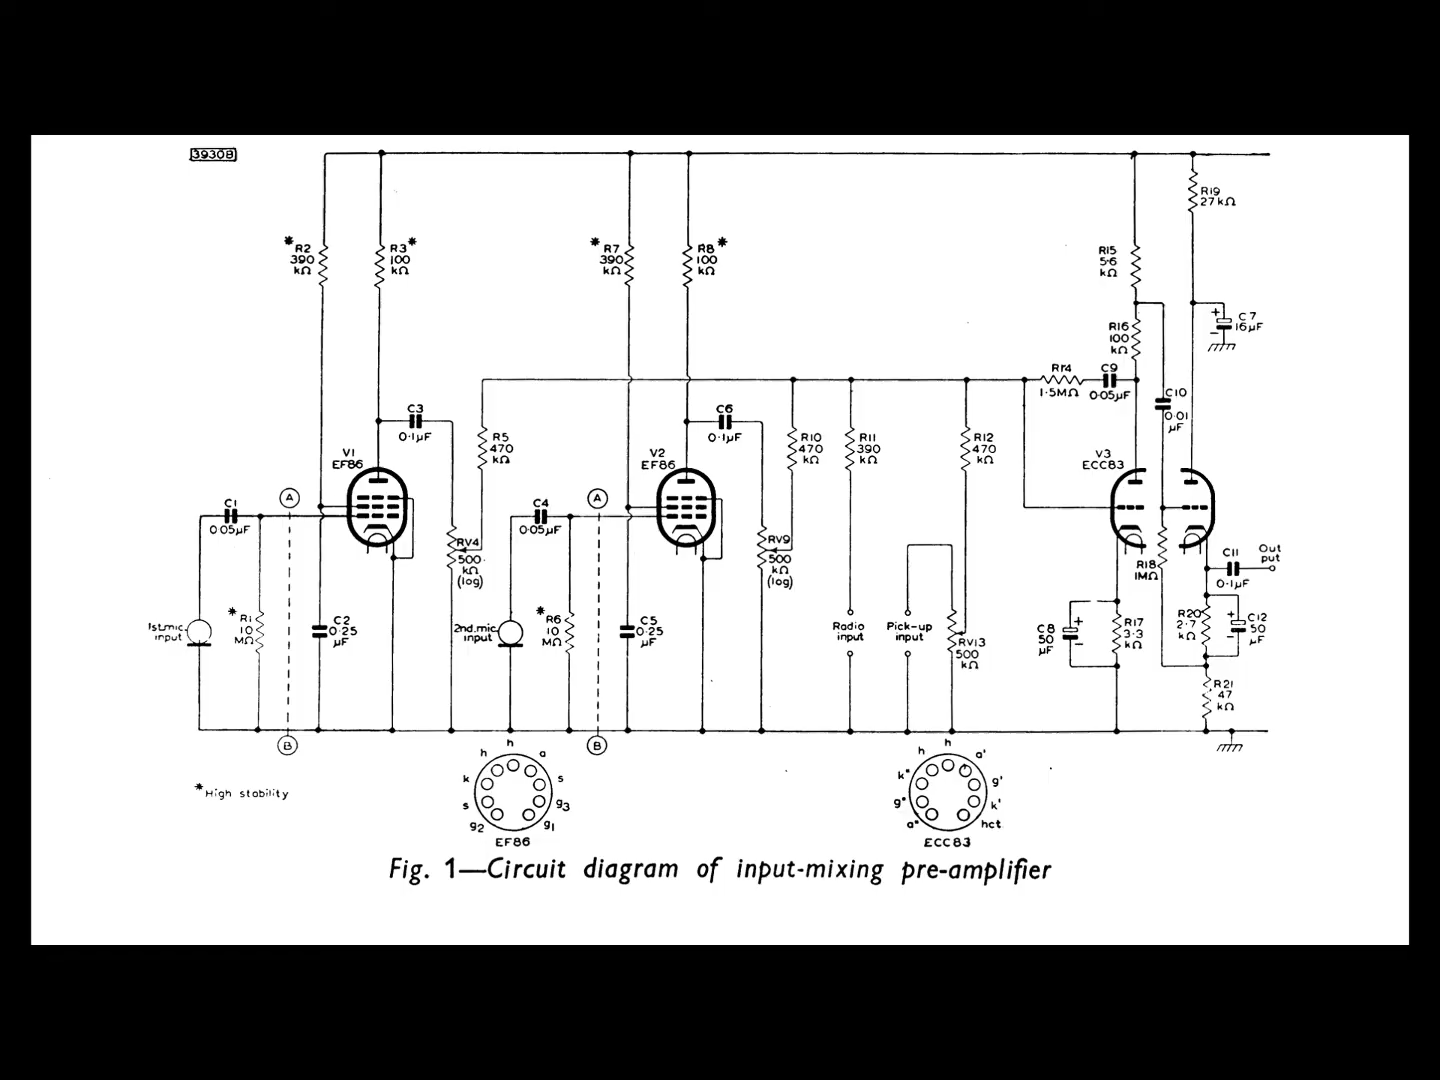 3930B
*
R2
390
kΩ
R3*
100
kΩ
*
R7
390
kΩ
R8*
100
kΩ
R19
27kΩ
R15
5·6
kΩ
+
C7
16μF
−
R16
100
kΩ
R14
1·5MΩ
C9
0·05μF
C10
0·01
μF
C3
0·1μF
R5
470
kΩ
C6
0·1μF
R10
470
kΩ
R11
390
kΩ
R12
470
kΩ
V1
EF86
V2
EF86
V3
ECC83
C1
0·05μF
A
RV4
500
kΩ
(log)
C4
0·05μF
A
RV9
500
kΩ
(log)
R18
1MΩ
C11
0·1μF
Out
put
1st.mic.
input
*
R1
10
MΩ
C2
0·25
μF
2nd.mic.
input
*
R6
10
MΩ
C5
0·25
μF
Radio
input
Pick-up
input
RV13
500
kΩ
C8
50
μF
+
R17
3·3
kΩ
R20
2·7
kΩ
+
−
C12
50
μF
R21
47
kΩ
B
B
h
h
a
k
s
s
g3
g2
g1
EF86
h
h
a'
k"
g'
g"
k'
a"
hct
ECC83
*High stability
Fig. 1—Circuit diagram of input-mixing pre-amplifier